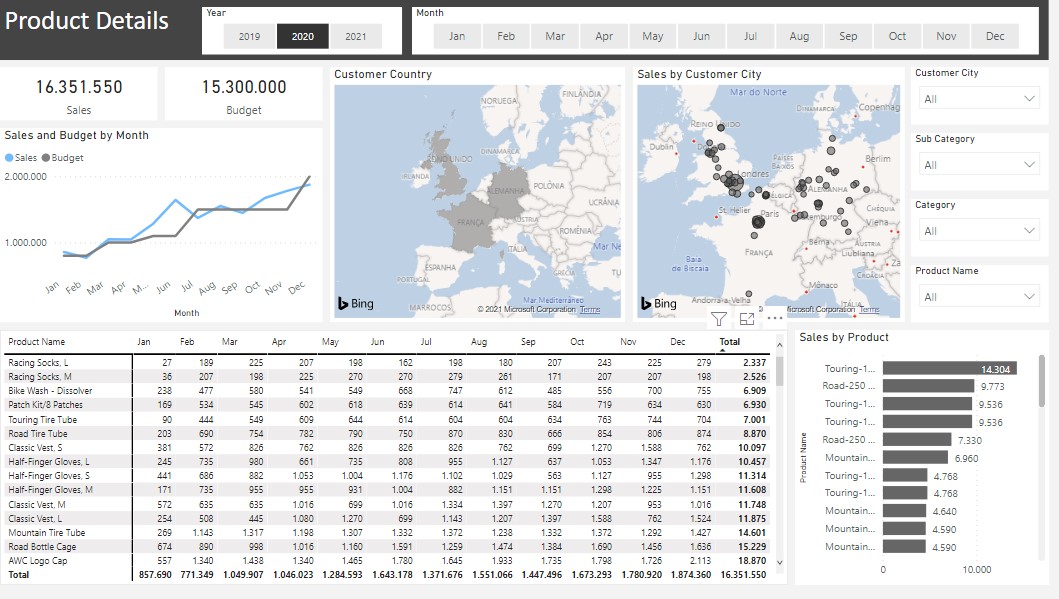 Product Details
Year
2019 2020 2021
Month
Jan Feb Mar Apr May Jun Jul Aug Sep Oct Nov Dec
16.351.550
Sales
15.300.000
Budget
Sales and Budget by Month
Sales Budget
2.000.000
1.000.000
Jan Feb Mar Apr M... Jun Jul Aug Sep Oct Nov Dec
Month
Customer Country
NORUEGA
FINLÂNDIA
DINAMARCA
REINO UNIDO
IRLANDA
ALEMANHA
POLÔNIA
UCRÂNIA
FRANÇA
ÁUSTRIA
ROMÊNIA
ITÁLIA
Mar Ne
ESPANHA
PORTUGAL
GRÉCIA
TU
Mar Mediterrâneo
MARROCOS
Bing
© 2021 Microsoft Corporation Terms
Sales by Customer City
Mar do Norte
DINAMARCA
Copenhag
REINO UNIDO
Dublin
PAÍSES
BAIXOS
Berlim
Londres
BÉLGICA
ALEMANHA
St. Helier
Paris
CHÉQUIA
Viena
Berna
ÁUSTRIA
FRANÇA
Liubliana
Baía
de Biscaia
CROÁCIA
Mônaco
Andorra-a-Velha
ITÁLIA
Bing
Microsoft Corporation Terms
Customer City
All
Sub Category
All
Category
All
Product Name
All
Product Name Jan Feb Mar Apr May Jun Jul Aug Sep Oct Nov Dec Total
Racing Socks, L 27 189 225 207 198 162 198 180 207 243 225 279 2.337
Racing Socks, M 36 207 198 225 270 270 279 261 171 207 207 198 2.526
Bike Wash - Dissolver 238 477 580 541 549 668 747 612 485 556 700 755 6.909
Patch Kit/8 Patches 169 534 545 602 618 639 614 641 584 719 634 630 6.930
Touring Tire Tube 90 444 549 609 644 614 604 604 634 763 744 704 7.001
Road Tire Tube 203 690 754 782 790 750 870 830 666 854 806 874 8.870
Classic Vest, S 381 572 826 762 826 826 826 762 699 1.270 1.588 762 10.097
Half-Finger Gloves, L 245 735 980 661 735 808 955 1.127 637 1.053 1.347 1.176 10.457
Half-Finger Gloves, S 441 686 882 1.053 1.004 1.176 1.102 1.029 563 1.127 955 1.298 11.314
Half-Finger Gloves, M 171 735 955 955 931 1.004 882 1.151 1.151 1.298 1.225 1.151 11.608
Classic Vest, M 572 635 635 1.016 699 1.016 1.334 1.397 1.270 1.207 953 1.016 11.748
Classic Vest, L 254 508 445 1.080 1.270 699 1.143 1.207 1.397 1.588 762 1.524 11.875
Mountain Tire Tube 269 1.143 1.317 1.198 1.307 1.332 1.372 1.238 1.332 1.372 1.292 1.427 14.601
Road Bottle Cage 674 890 998 1.016 1.160 1.591 1.259 1.474 1.384 1.690 1.456 1.636 15.229
AWC Logo Cap 557 1.340 1.438 1.340 1.465 1.780 1.645 1.933 1.735 1.798 1.726 2.113 18.870
Total 857.690 771.349 1.049.907 1.046.023 1.284.593 1.643.178 1.371.676 1.551.066 1.447.496 1.673.293 1.780.920 1.874.360 16.351.550
Sales by Product
Product Name
Touring-1... 14.304
Road-250 ... 9.773
Touring-1... 9.536
Touring-1... 9.536
Road-250 ... 7.330
Mountain... 6.960
Touring-1... 4.768
Touring-1... 4.768
Mountain... 4.640
Mountain... 4.590
Mountain... 4.590
0 10.000